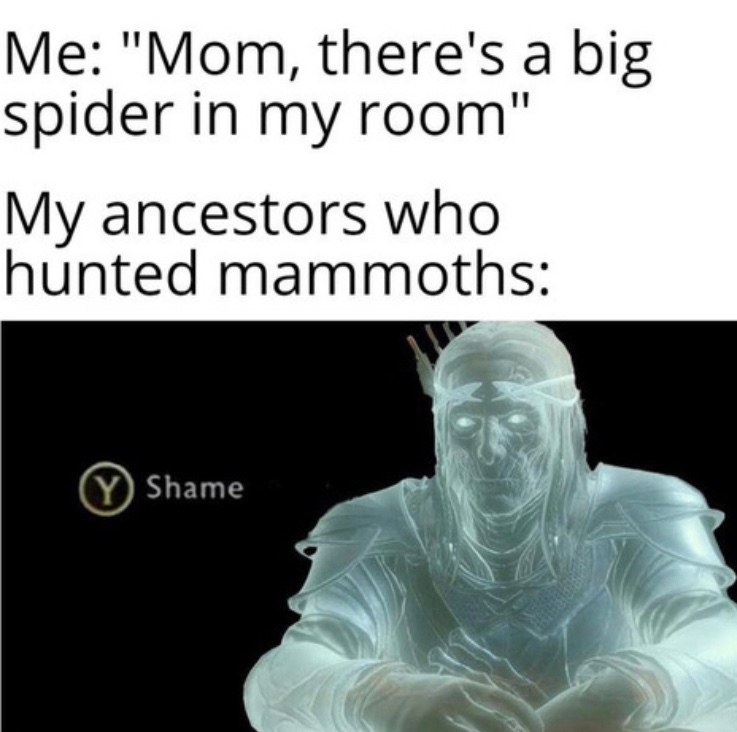 Me: "Mom, there's a big
spider in my room"
My ancestors who
hunted mammoths:
Y Shame